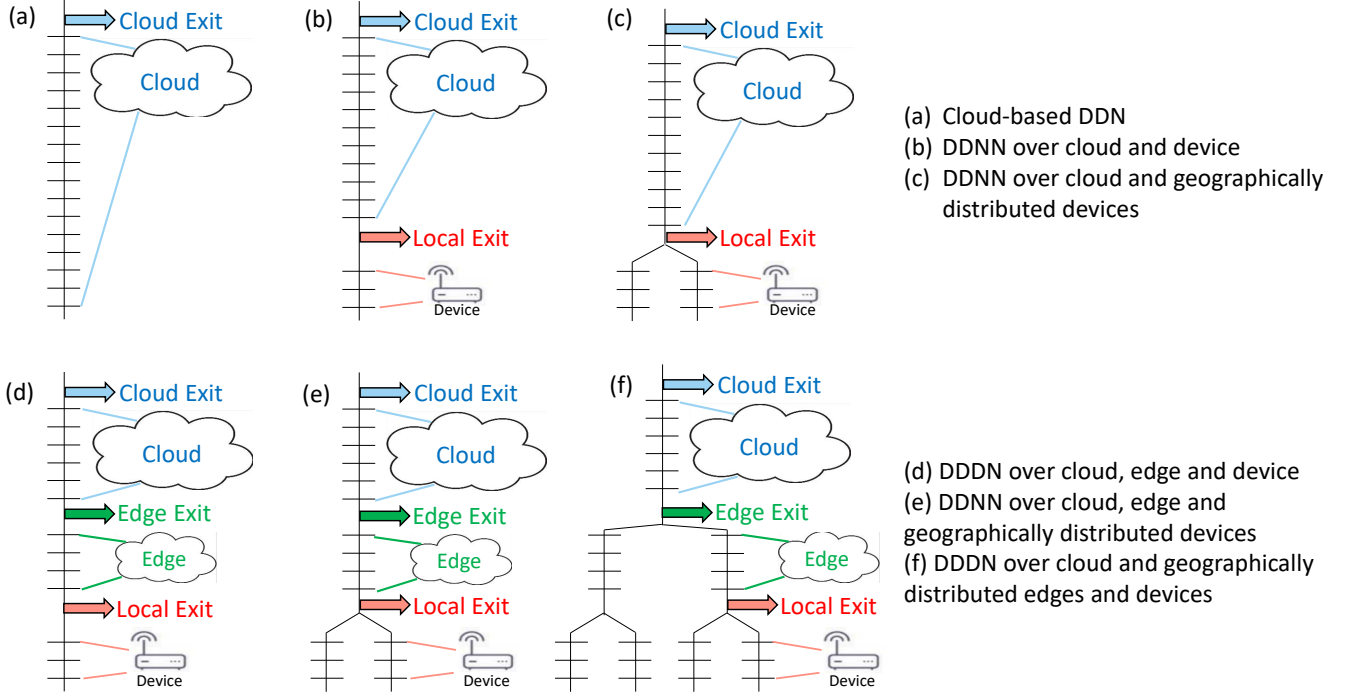 (a)
Cloud Exit
Cloud
(b)
Cloud Exit
Cloud
Local Exit
Device
(c)
Cloud Exit
Cloud
Local Exit
Device
(a) Cloud-based DDN
(b) DDNN over cloud and device
(c) DDNN over cloud and geographically
distributed devices
(d)
Cloud Exit
Cloud
Edge Exit
Edge
Local Exit
Device
(e)
Cloud Exit
Cloud
Edge Exit
Edge
Local Exit
Device
(f)
Cloud Exit
Cloud
Edge Exit
Edge
Local Exit
Device
(d) DDDN over cloud, edge and device
(e) DDNN over cloud, edge and
geographically distributed devices
(f) DDDN over cloud and geographically
distributed edges and devices